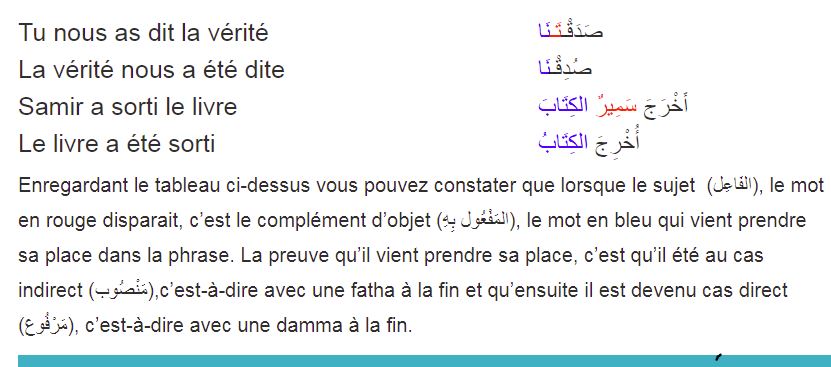 Tu nous as dit la vérité صَدَقْـتَـنَا
La vérité nous a été dite صُدِقْـنَا
Samir a sorti le livre أَخْرَجَ سَمِيرٌ الكِتَابَ
Le livre a été sorti أُخْرِجَ الكِتَابُ
Enregardant le tableau ci-dessus vous pouvez constater que lorsque le sujet (الفَاعِل), le mot
en rouge disparait, c’est le complément d’objet (المَفْعُول بِهِ), le mot en bleu qui vient prendre
sa place dans la phrase. La preuve qu’il vient prendre sa place, c’est qu’il été au cas
indirect (مَنْصُوب),c’est-à-dire avec une fatha à la fin et qu’ensuite il est devenu cas direct
(مَرْفُوع), c’est-à-dire avec une damma à la fin.